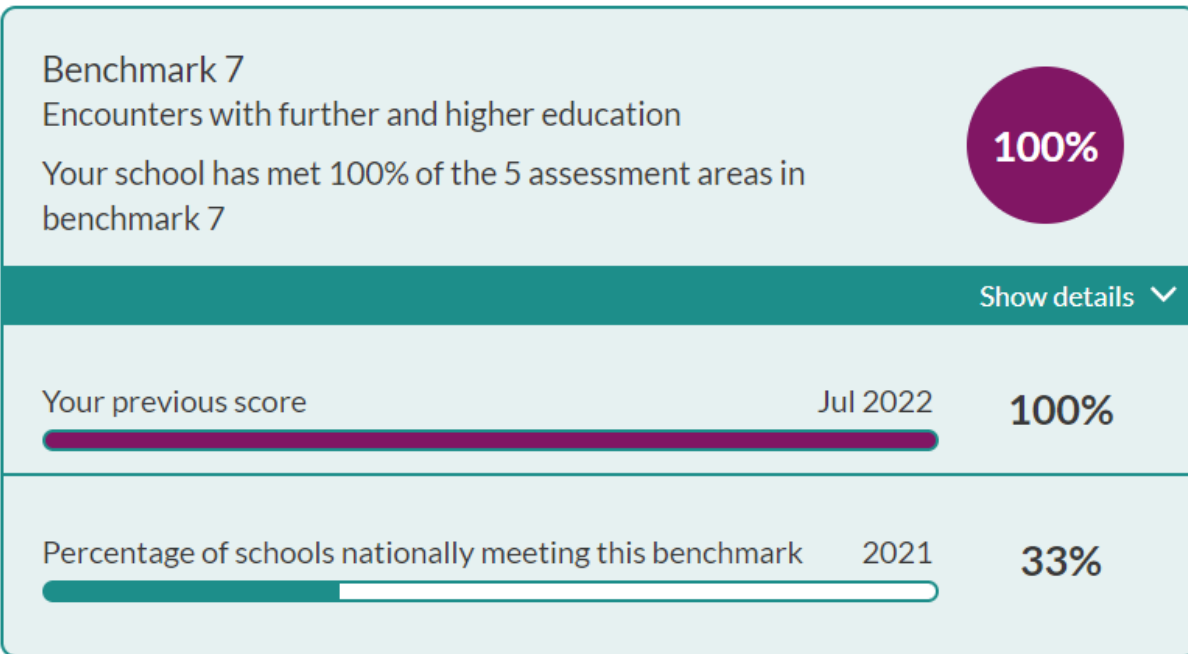 Benchmark 7
Encounters with further and higher education
Your school has met 100% of the 5 assessment areas in
benchmark 7
100%
Show details
Your previous score Jul 2022 100%
Percentage of schools nationally meeting this benchmark 2021 33%